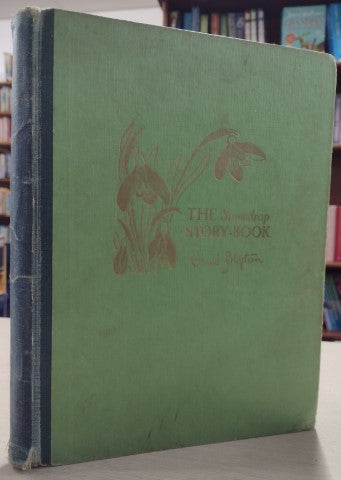 THE Snowdrop
STORY-BOOK
Enid Blyton